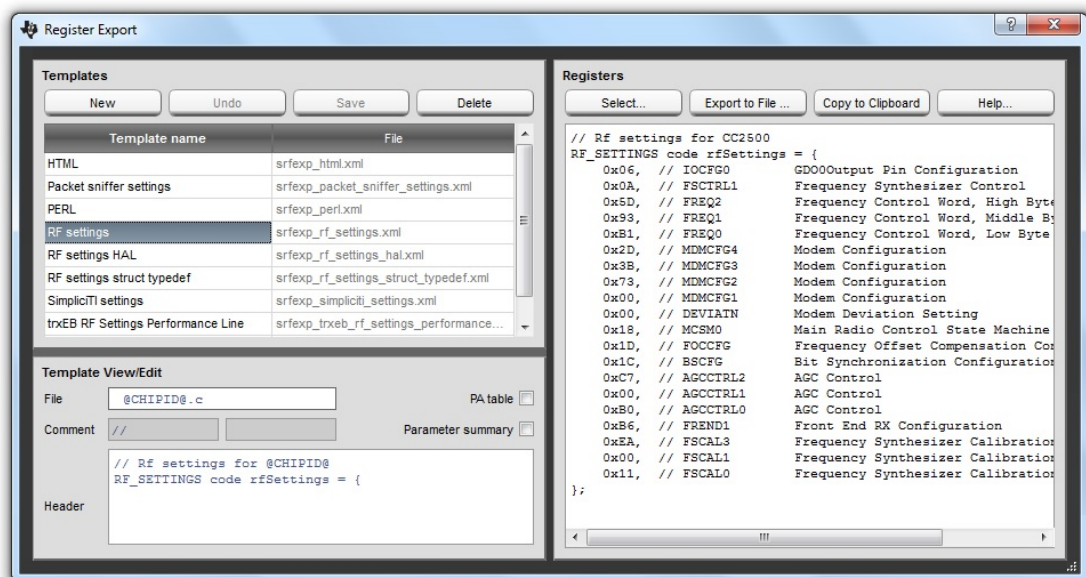 Register Export
Templates
New Undo Save Delete
Template name File
HTML srfexp_html.xml
Packet sniffer settings srfexp_packet_sniffer_settings.xml
PERL srfexp_perl.xml
RF settings srfexp_rf_settings.xml
RF settings HAL srfexp_rf_settings_hal.xml
RF settings struct typedef srfexp_rf_settings_struct_typedef.xml
SimpliciTI settings srfexp_simpliciti_settings.xml
trxEB RF Settings Performance Line srfexp_trxeb_rf_settings_performance...
Template View/Edit
File @CHIPID@.c PA table
Comment // Parameter summary
Header
// Rf settings for @CHIPID@
RF_SETTINGS code rfSettings = {
Registers
Select... Export to File ... Copy to Clipboard Help...
// Rf settings for CC2500
RF_SETTINGS code rfSettings = {
0x06, // IOCFG0 GDO0Output Pin Configuration
0x0A, // FSCTRL1 Frequency Synthesizer Control
0x5D, // FREQ2 Frequency Control Word, High Byte
0x93, // FREQ1 Frequency Control Word, Middle By
0xB1, // FREQ0 Frequency Control Word, Low Byte
0x2D, // MDMCFG4 Modem Configuration
0x3B, // MDMCFG3 Modem Configuration
0x73, // MDMCFG2 Modem Configuration
0x00, // MDMCFG1 Modem Configuration
0x00, // DEVIATN Modem Deviation Setting
0x18, // MCSM0 Main Radio Control State Machine
0x1D, // FOCCFG Frequency Offset Compensation Con
0x1C, // BSCFG Bit Synchronization Configuration
0xC7, // AGCCTRL2 AGC Control
0x00, // AGCCTRL1 AGC Control
0xB0, // AGCCTRL0 AGC Control
0xB6, // FREND1 Front End RX Configuration
0xEA, // FSCAL3 Frequency Synthesizer Calibration
0x00, // FSCAL1 Frequency Synthesizer Calibration
0x11, // FSCAL0 Frequency Synthesizer Calibration
};